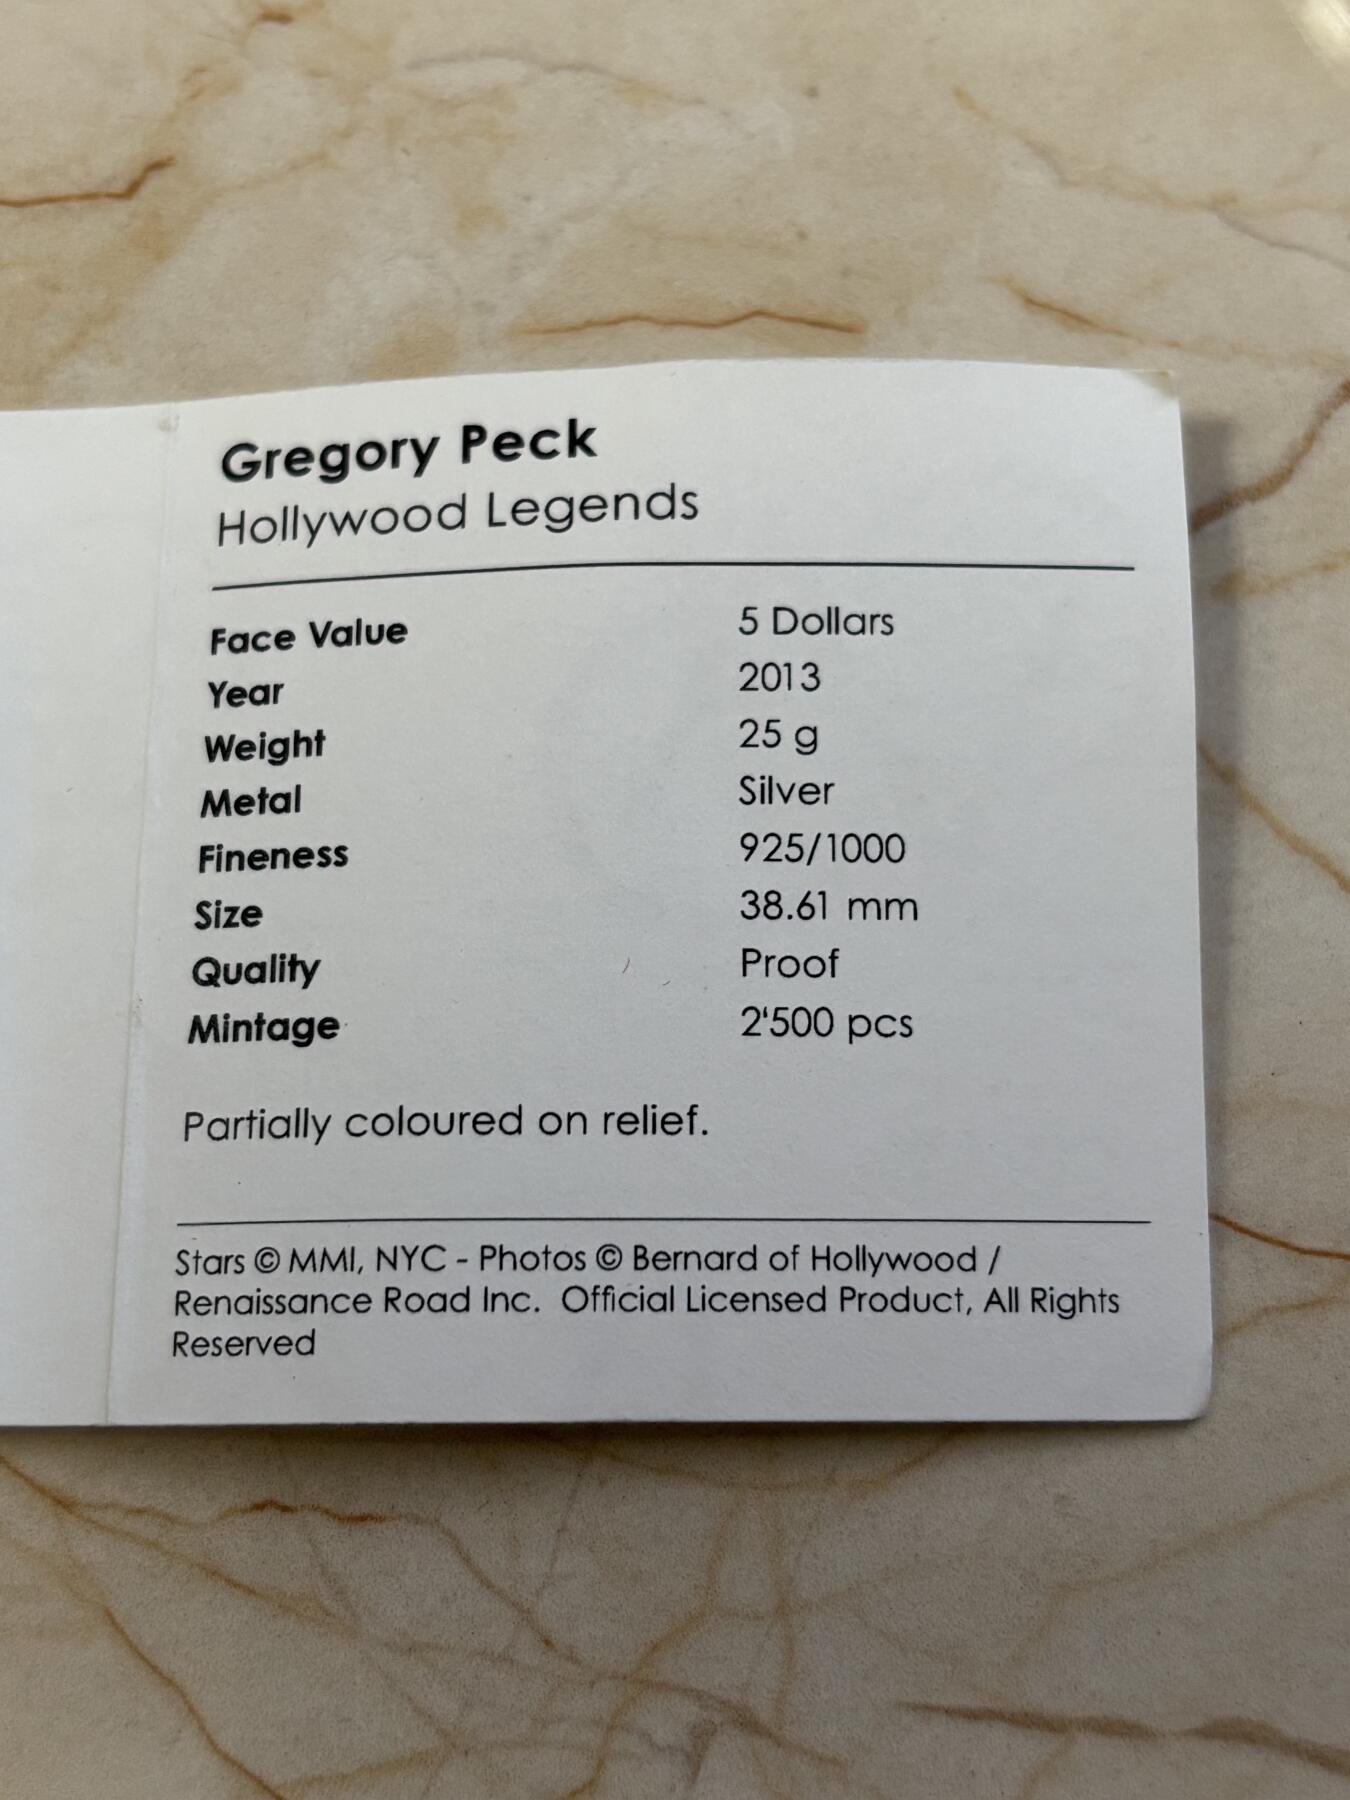 Gregory Peck
Hollywood Legends
Face Value 5 Dollars
Year 2013
Weight 25 g
Metal Silver
Fineness 925/1000
Size 38.61 mm
Quality Proof
Mintage 2‘500 pcs
Partially coloured on relief.
Stars © MMI, NYC - Photos © Bernard of Hollywood /
Renaissance Road Inc.  Official Licensed Product, All Rights
Reserved